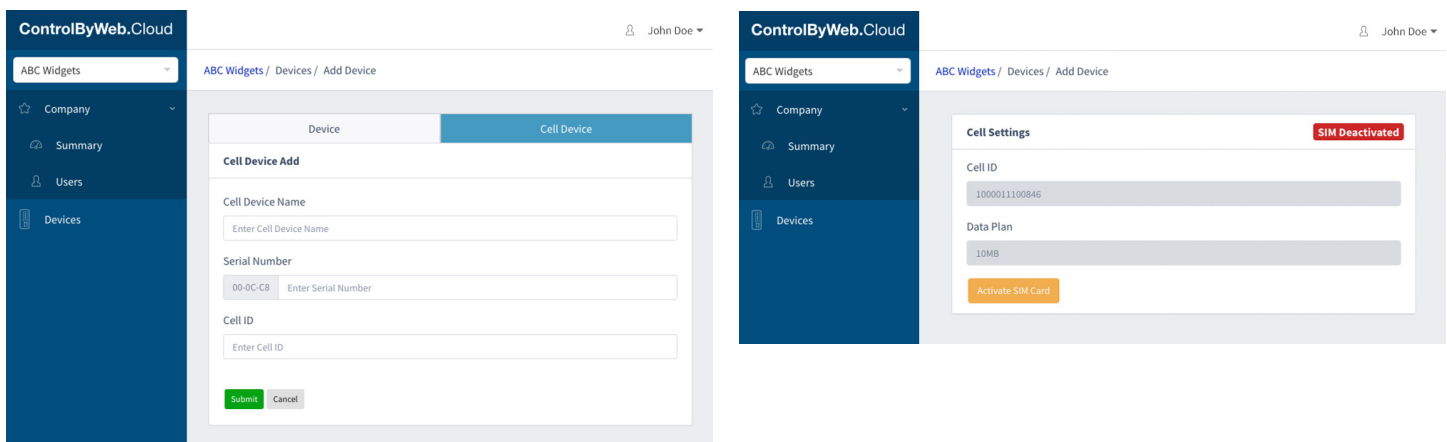 ControlByWeb.Cloud
John Doe
ABC Widgets
ABC Widgets / Devices / Add Device
Company
Summary
Users
Devices
Device
Cell Device
Cell Device Add
Cell Device Name
Enter Cell Device Name
Serial Number
00-0C-C8 Enter Serial Number
Cell ID
Enter Cell ID
Submit Cancel
ControlByWeb.Cloud
John Doe
ABC Widgets
ABC Widgets / Devices / Add Device
Company
Summary
Users
Devices
Cell Settings
SIM Deactivated
Cell ID
1000011100846
Data Plan
10MB
Activate SIM Card